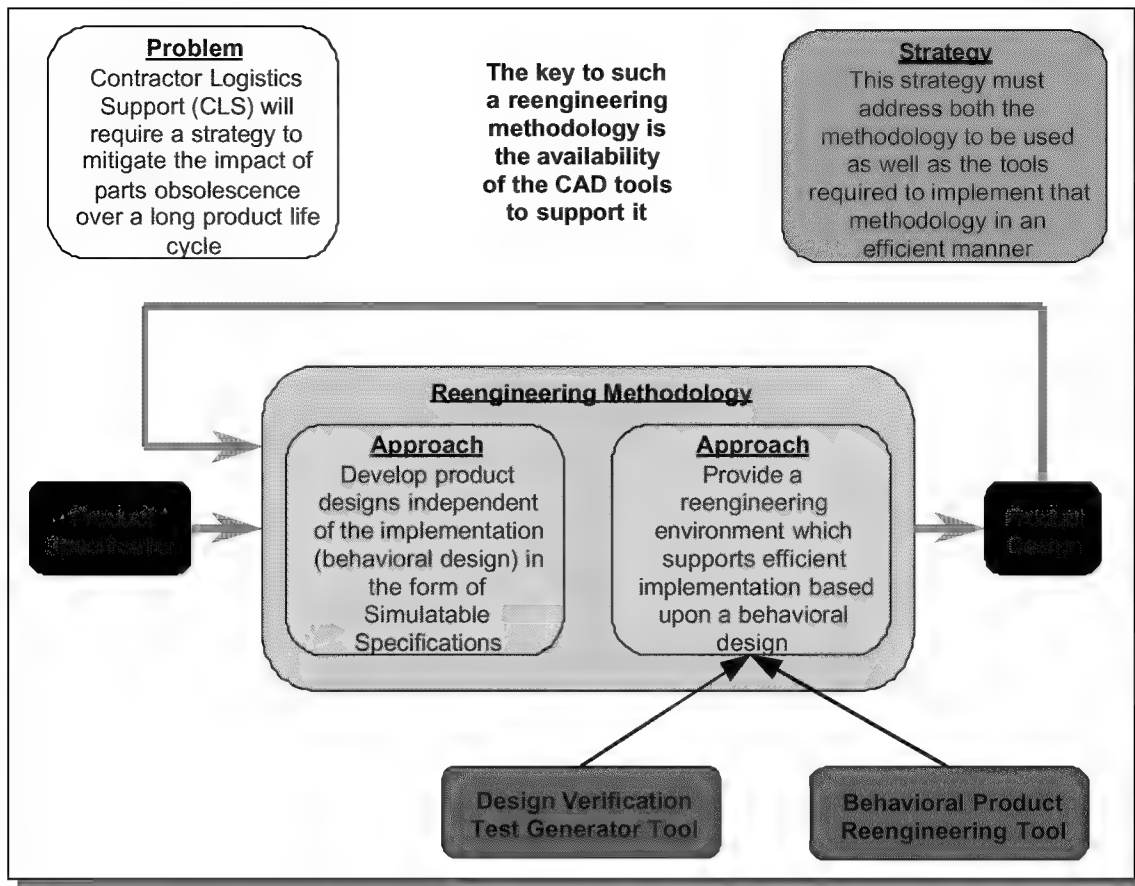 Problem
Contractor Logistics
Support (CLS) will
require a strategy to
mitigate the impact of
parts obsolescence
over a long product life
cycle
The key to such
a reengineering
methodology is
the availability
of the CAD tools
to support it
Strategy
This strategy must
address both the
methodology to be used
as well as the tools
required to implement that
methodology in an
efficient manner
Reengineering Methodology
Approach
Develop product
designs independent
of the implementation
(behavioral design) in
the form of
Simulatable
Specifications
Approach
Provide a
reengineering
environment which
supports efficient
implementation based
upon a behavioral
design
Product
Specification
Product
Design
Design Verification
Test Generator Tool
Behavioral Product
Reengineering Tool